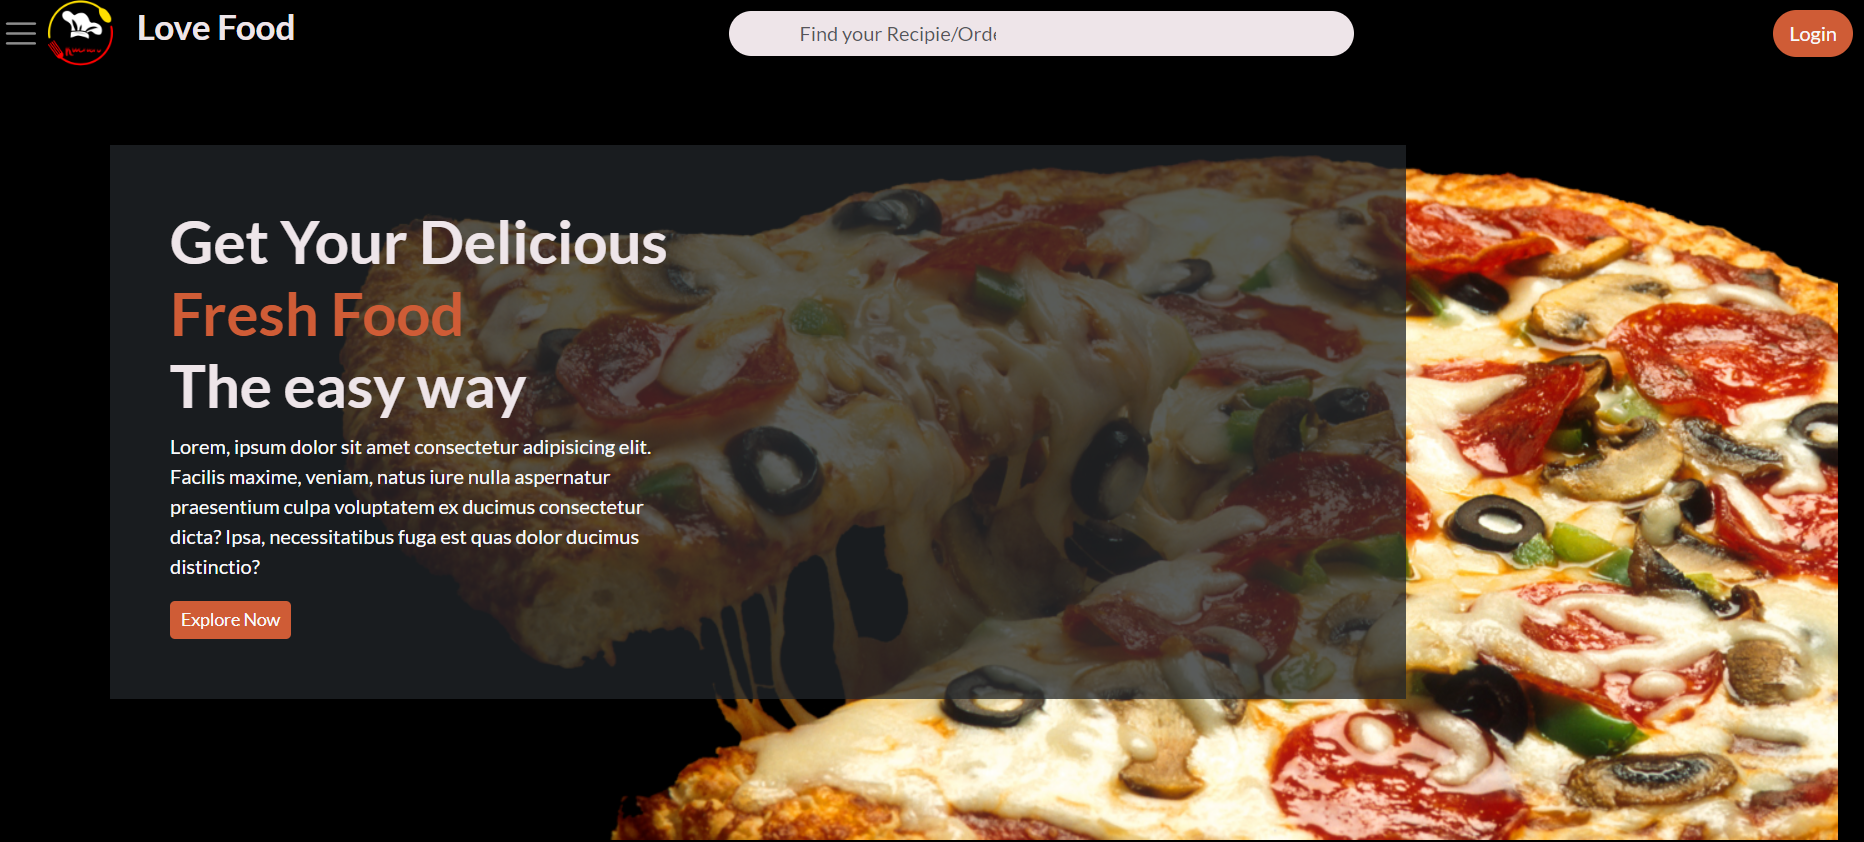 Love Food
Find your Recipie/Orde
Login
Get Your Delicious
Fresh Food
The easy way
Lorem, ipsum dolor sit amet consectetur adipisicing elit.
Facilis maxime, veniam, natus iure nulla aspernatur
praesentium culpa voluptatem ex ducimus consectetur
dicta? Ipsa, necessitatibus fuga est quas dolor ducimus
distinctio?
Explore Now